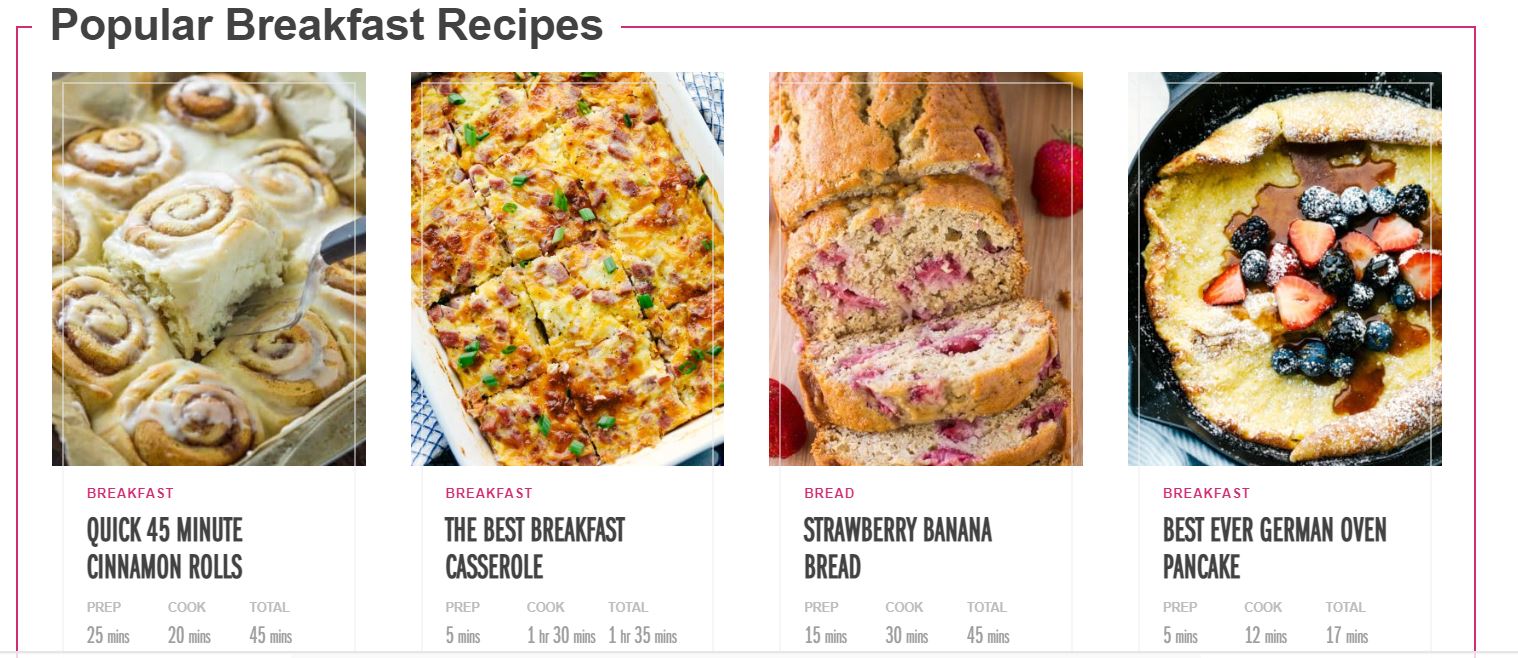 Popular Breakfast Recipes
BREAKFAST
QUICK 45 MINUTE
CINNAMON ROLLS
PREP COOK TOTAL
25 mins 20 mins 45 mins
BREAKFAST
THE BEST BREAKFAST
CASSEROLE
PREP COOK TOTAL
5 mins 1 hr 30 mins 1 hr 35 mins
BREAD
STRAWBERRY BANANA
BREAD
PREP COOK TOTAL
15 mins 30 mins 45 mins
BREAKFAST
BEST EVER GERMAN OVEN
PANCAKE
PREP COOK TOTAL
5 mins 12 mins 17 mins